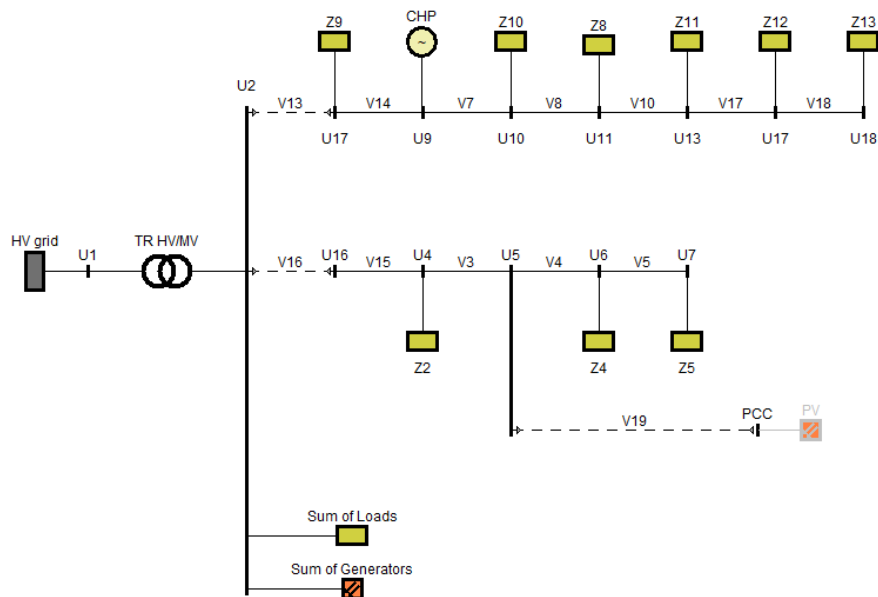 Z9 CHP Z10 Z8 Z11 Z12 Z13
~
U2
V13 V14 V7 V8 V10 V17 V18
U17 U9 U10 U11 U13 U17 U18
HV grid U1 TR HV/MV U16 U4 U5 U6 U7
V16 V15 V3 V4 V5
Z2 Z4 Z5
V19 PCC PV
Sum of Loads
Sum of Generators